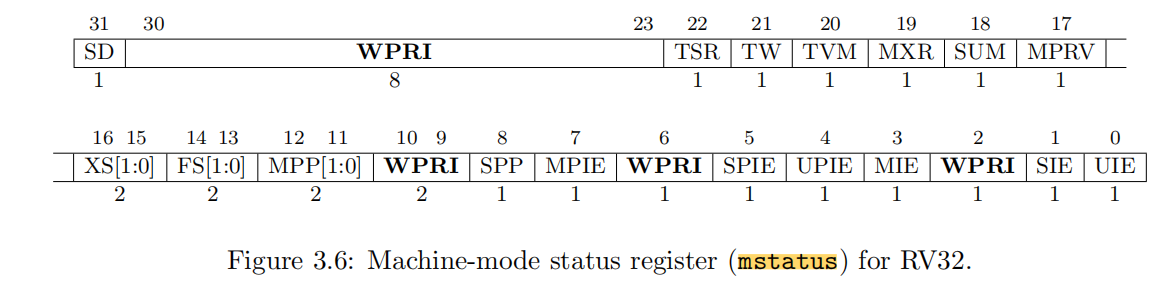 31 30 23 22 21 20 19 18 17
SD WPRI TSR TW TVM MXR SUM MPRV
1 8 1 1 1 1 1 1
16 15 14 13 12 11 10 9 8 7 6 5 4 3 2 1 0
XS[1:0] FS[1:0] MPP[1:0] WPRI SPP MPIE WPRI SPIE UPIE MIE WPRI SIE UIE
2 2 2 2 1 1 1 1 1 1 1 1 1
Figure 3.6: Machine-mode status register (mstatus) for RV32.